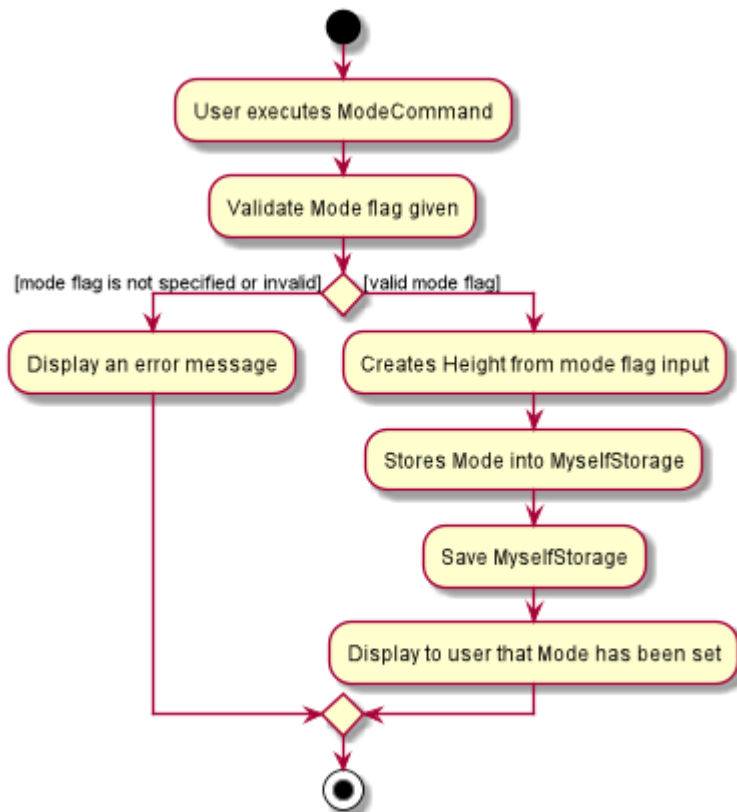 User executes ModeCommand
Validate Mode flag given
[mode flag is not specified or invalid]
[valid mode flag]
Display an error message
Creates Height from mode flag input
Stores Mode into MyselfStorage
Save MyselfStorage
Display to user that Mode has been set